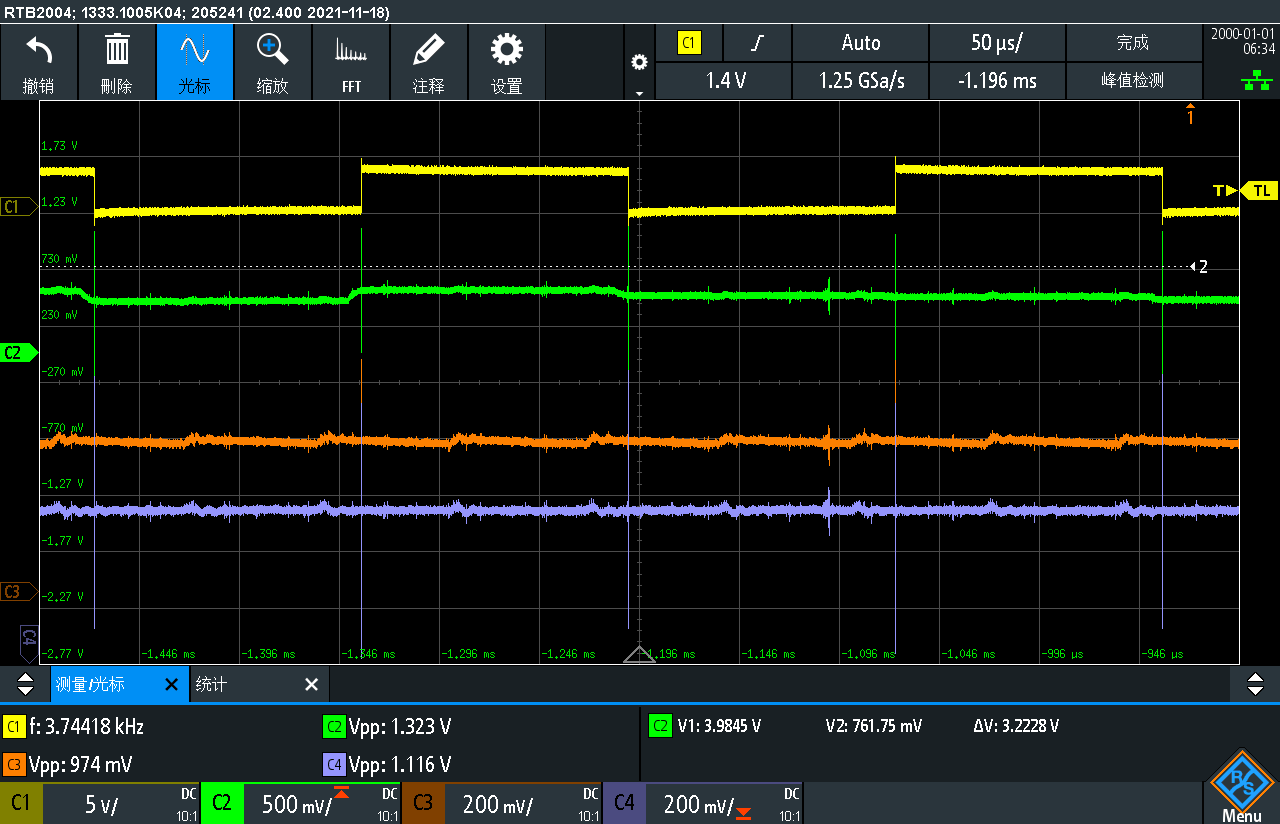 RTB2004; 1333.1005K04; 205241 (02.400 2021-11-18)
撤销
删除
光标
缩放
FFT
注释
设置
C1
Auto
50 µs/
完成
2000-01-01
06:34
1.4 V
1.25 GSa/s
-1.196 ms
峰值检测
1
1.73 V
C1
1.23 V
T
TL
730 mV
2
230 mV
C2
-270 mV
-770 mV
-1.27 V
-1.77 V
C3
-2.27 V
C4
-2.77 V
-1.446 ms
-1.396 ms
-1.346 ms
-1.296 ms
-1.246 ms
-1.196 ms
-1.146 ms
-1.096 ms
-1.046 ms
-996 µs
-946 µs
测量/光标
统计
C1 f: 3.74418 kHz
C2 Vpp: 1.323 V
C2 V1: 3.9845 V
V2: 761.75 mV
ΔV: 3.2228 V
C3 Vpp: 974 mV
C4 Vpp: 1.116 V
C1 5 V/ DC 10:1
C2 500 mV/ DC 10:1
C3 200 mV/ DC 10:1
C4 200 mV/ DC 10:1
R S
Menu